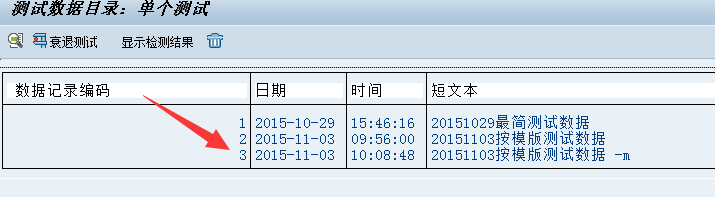 测试数据目录：单个测试
衰退测试 显示检测结果
数据记录编码 日期 时间 短文本
1 2015-10-29 15:46:16 20151029最简测试数据
2 2015-11-03 09:56:00 20151103按模版测试数据
3 2015-11-03 10:08:48 20151103按模版测试数据 -m